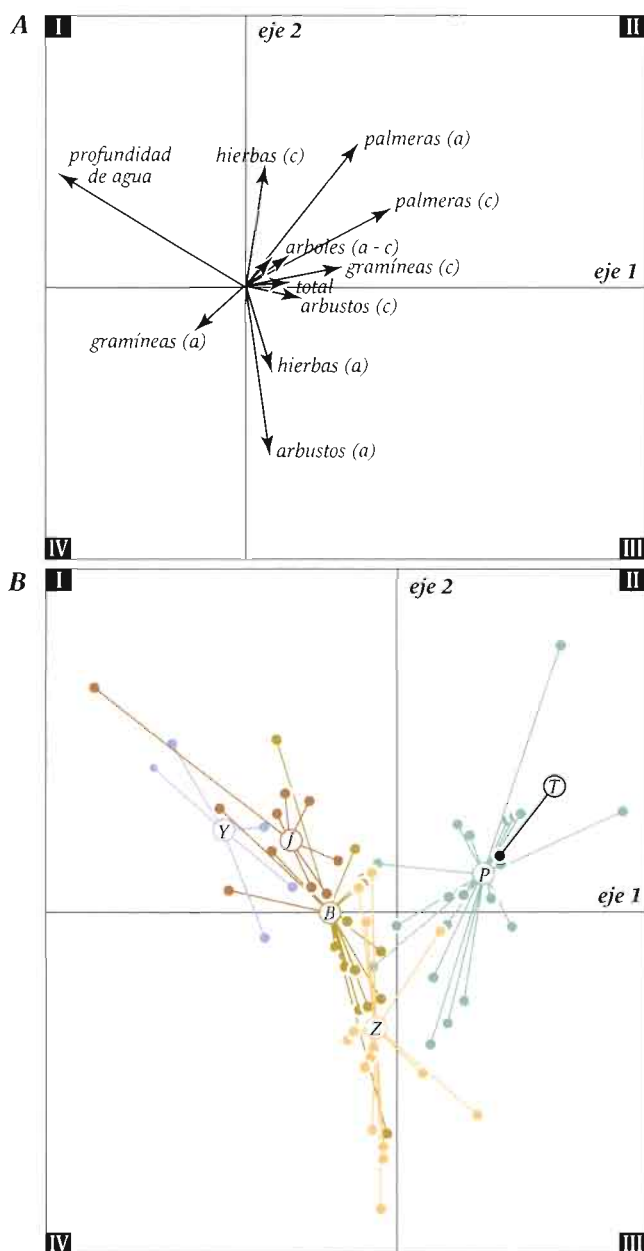 A
I
eje 2
II
profundidad
de agua
hierbas (c)
palmeras (a)
palmeras (c)
árboles (a - c)
gramíneas (c)
eje 1
total
arbustos (c)
gramíneas (a)
hierbas (a)
arbustos (a)
IV
III
B
I
eje 2
II
T
Y
J
P
B
eje 1
Z
IV
III